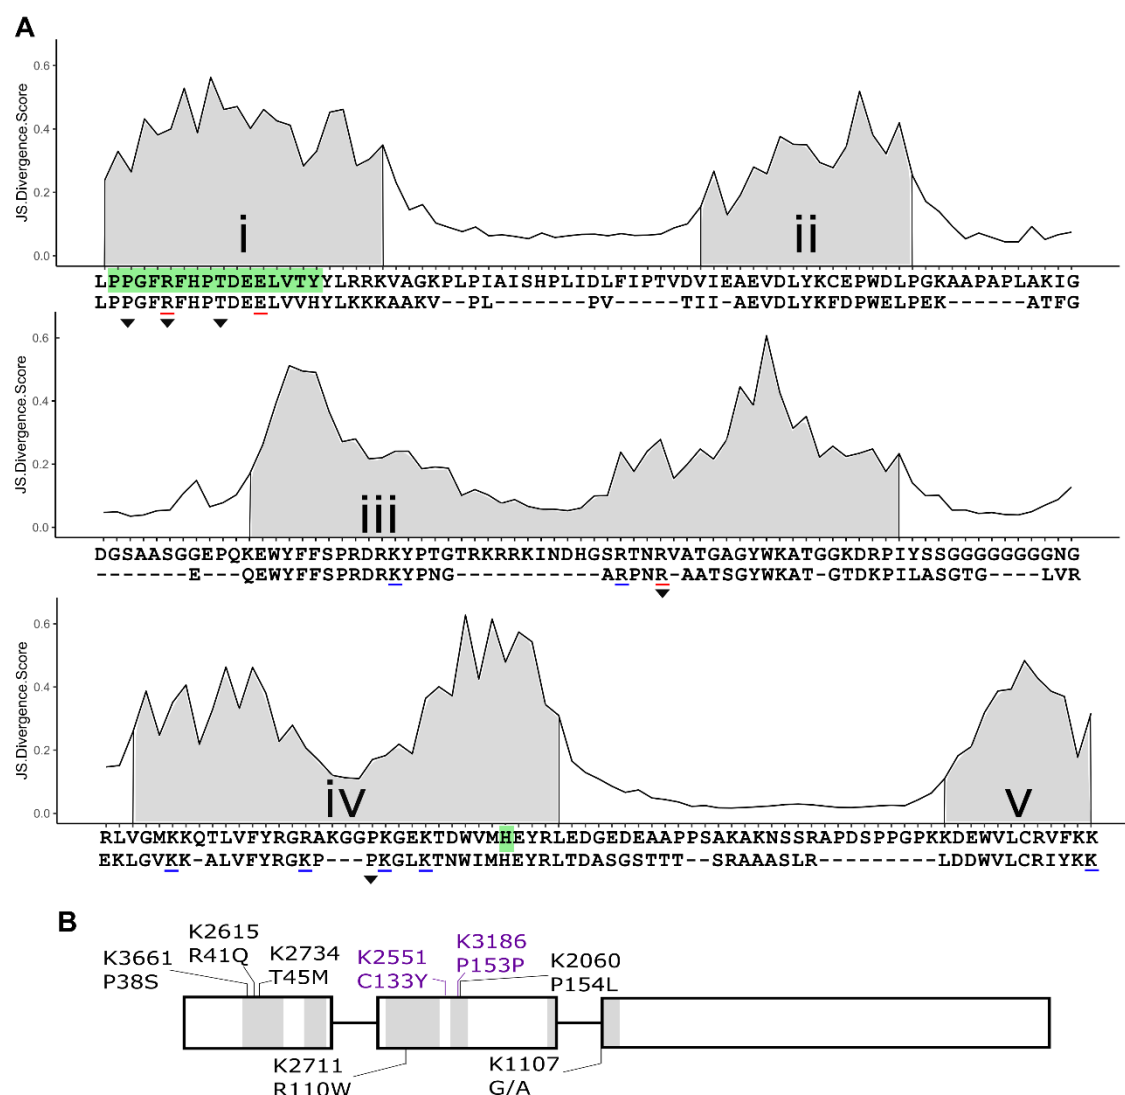 A
JS.Divergence.Score
0.6
0.4
0.2
0.0
i
ii
LPPGFRFHPTDEELVTYYLRRKVAGKPLPIAISHPLIDLFIPTVDVIEAEVDLYKCEPWDLPGKAAPAPLAKIG
LPPGFRFHPTDEELVVHYLKKKAAKV--PL-------PV-----TII-AEVDLYKFDPWELPEK------ATFG
JS.Divergence.Score
0.6
0.4
0.2
0.0
iii
DGSAASGGEPQKEWYFFSPRDRKYPTGTRKRRKINDHGSRTNRVATGAGYWKATGGKDRPIYSSGGGGGGGGNG
-------E---QEWYFFSPRDRKYPNG-----------ARPNR-AATSGYWKAT-GTDKPILASGTG----LVR
JS.Divergence.Score
0.6
0.4
0.2
0.0
iv
v
RLVGMKKQTLVFYRGRAKGGPKGEKTDWVMHEYRLEDGEDEAAPPSAKAKNSSRAPDSPPGPKKDEWVLCRVFKK
EKLGVKK-ALVFYRGKP---PKGLKTNWIMHEYRLTDASGSTTT--SRAAASLR---------LDDWVLCRIYKK
B
K3661
P38S
K2615
R41Q
K2734
T45M
K2551
C133Y
K3186
P153P
K2060
P154L
K2711
R110W
K1107
G/A